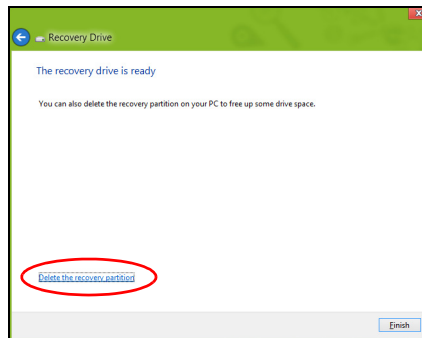 Recovery Drive
The recovery drive is ready
You can also delete the recovery partition on your PC to free up some drive space.
Delete the recovery partition
Finish